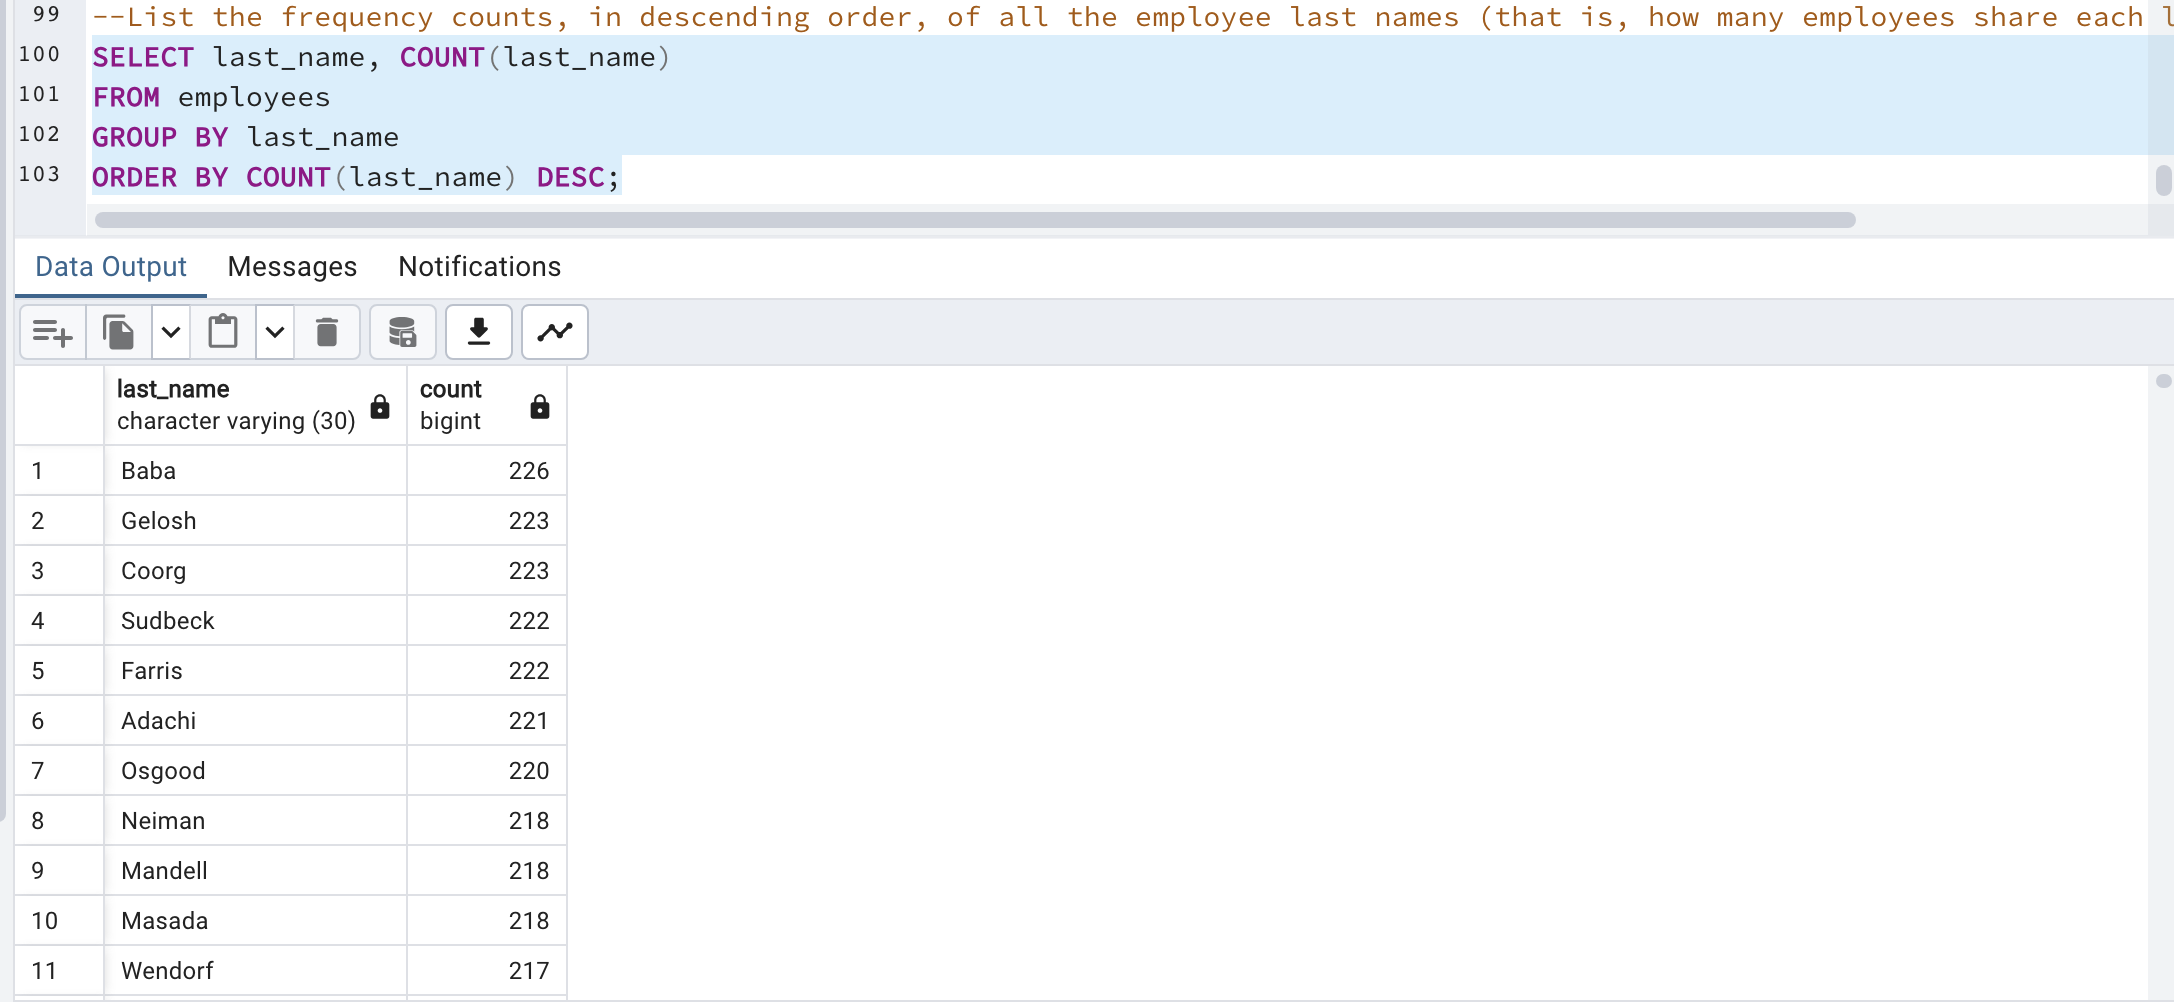 99 --List the frequency counts, in descending order, of all the employee last names (that is, how many employees share each l
100 SELECT last_name, COUNT(last_name)
101 FROM employees
102 GROUP BY last_name
103 ORDER BY COUNT(last_name) DESC;
Data Output Messages Notifications
last_name count
character varying (30) bigint
1 Baba 226
2 Gelosh 223
3 Coorg 223
4 Sudbeck 222
5 Farris 222
6 Adachi 221
7 Osgood 220
8 Neiman 218
9 Mandell 218
10 Masada 218
11 Wendorf 217